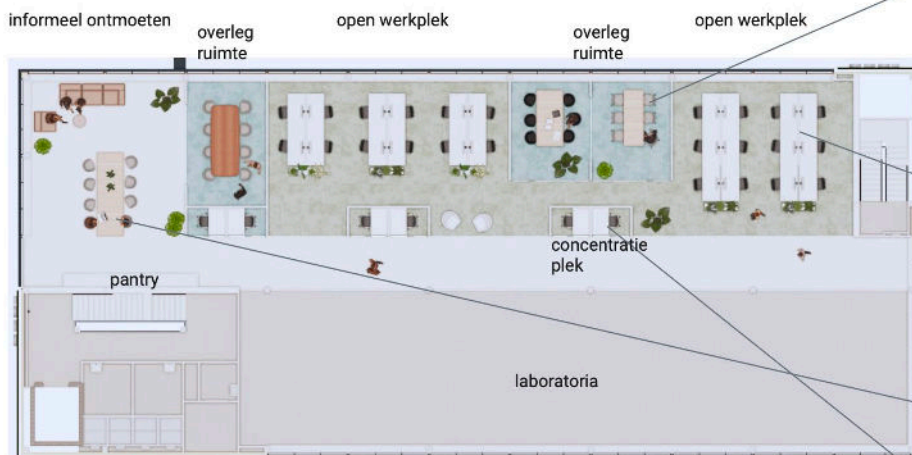 informeel ontmoeten
overleg
ruimte
open werkplek
overleg
ruimte
open werkplek
concentratie
plek
pantry
laboratoria